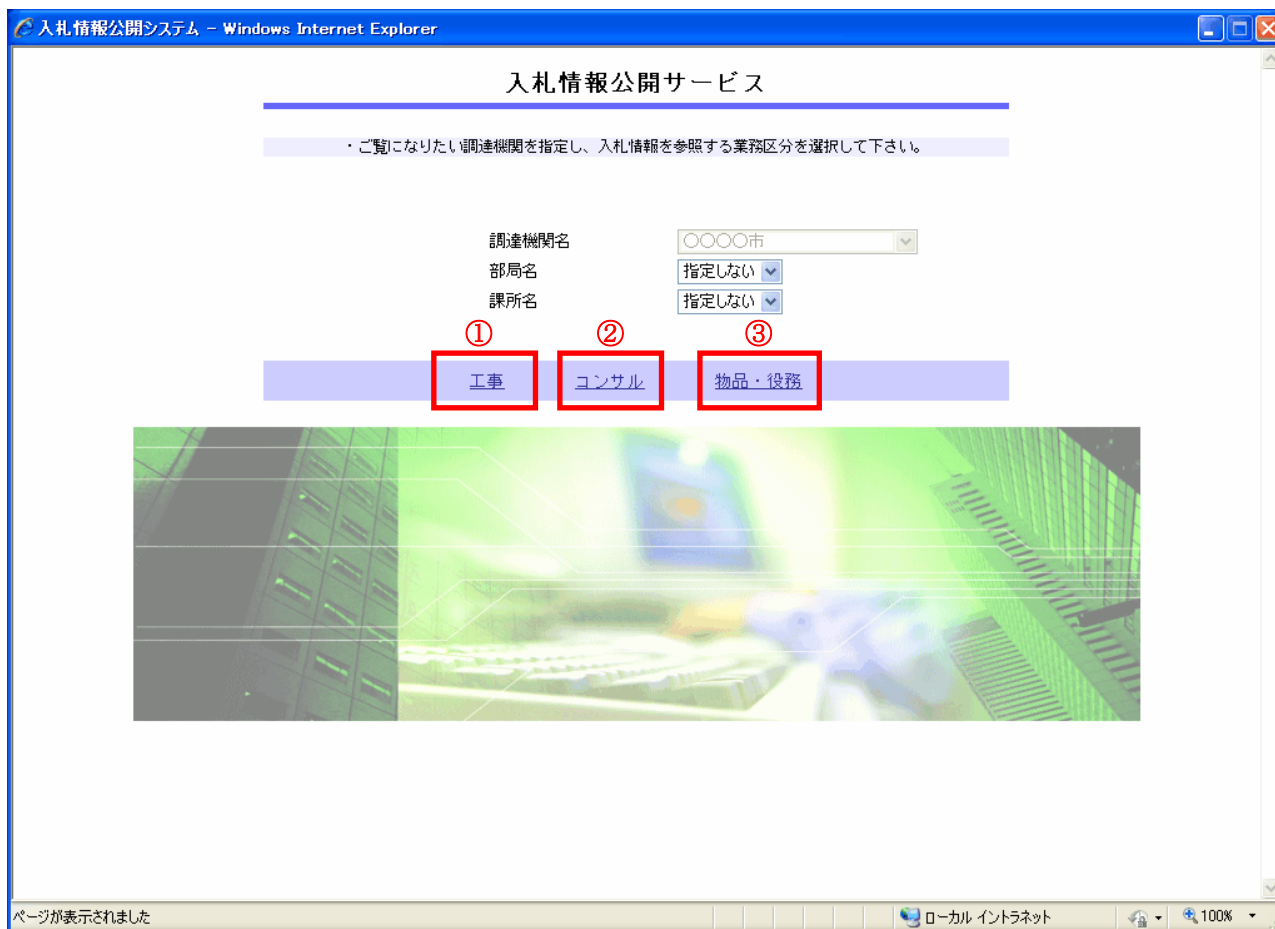 入札情報公開システム - Windows Internet Explorer
入札情報公開サービス
・ご覧になりたい調達機関を指定し、入札情報を参照する業務区分を選択して下さい。
調達機関名 ○○○○市
部局名 指定しない
課所名 指定しない
① ② ③
工事 コンサル 物品・役務
ページが表示されました ローカル イントラネット 100%